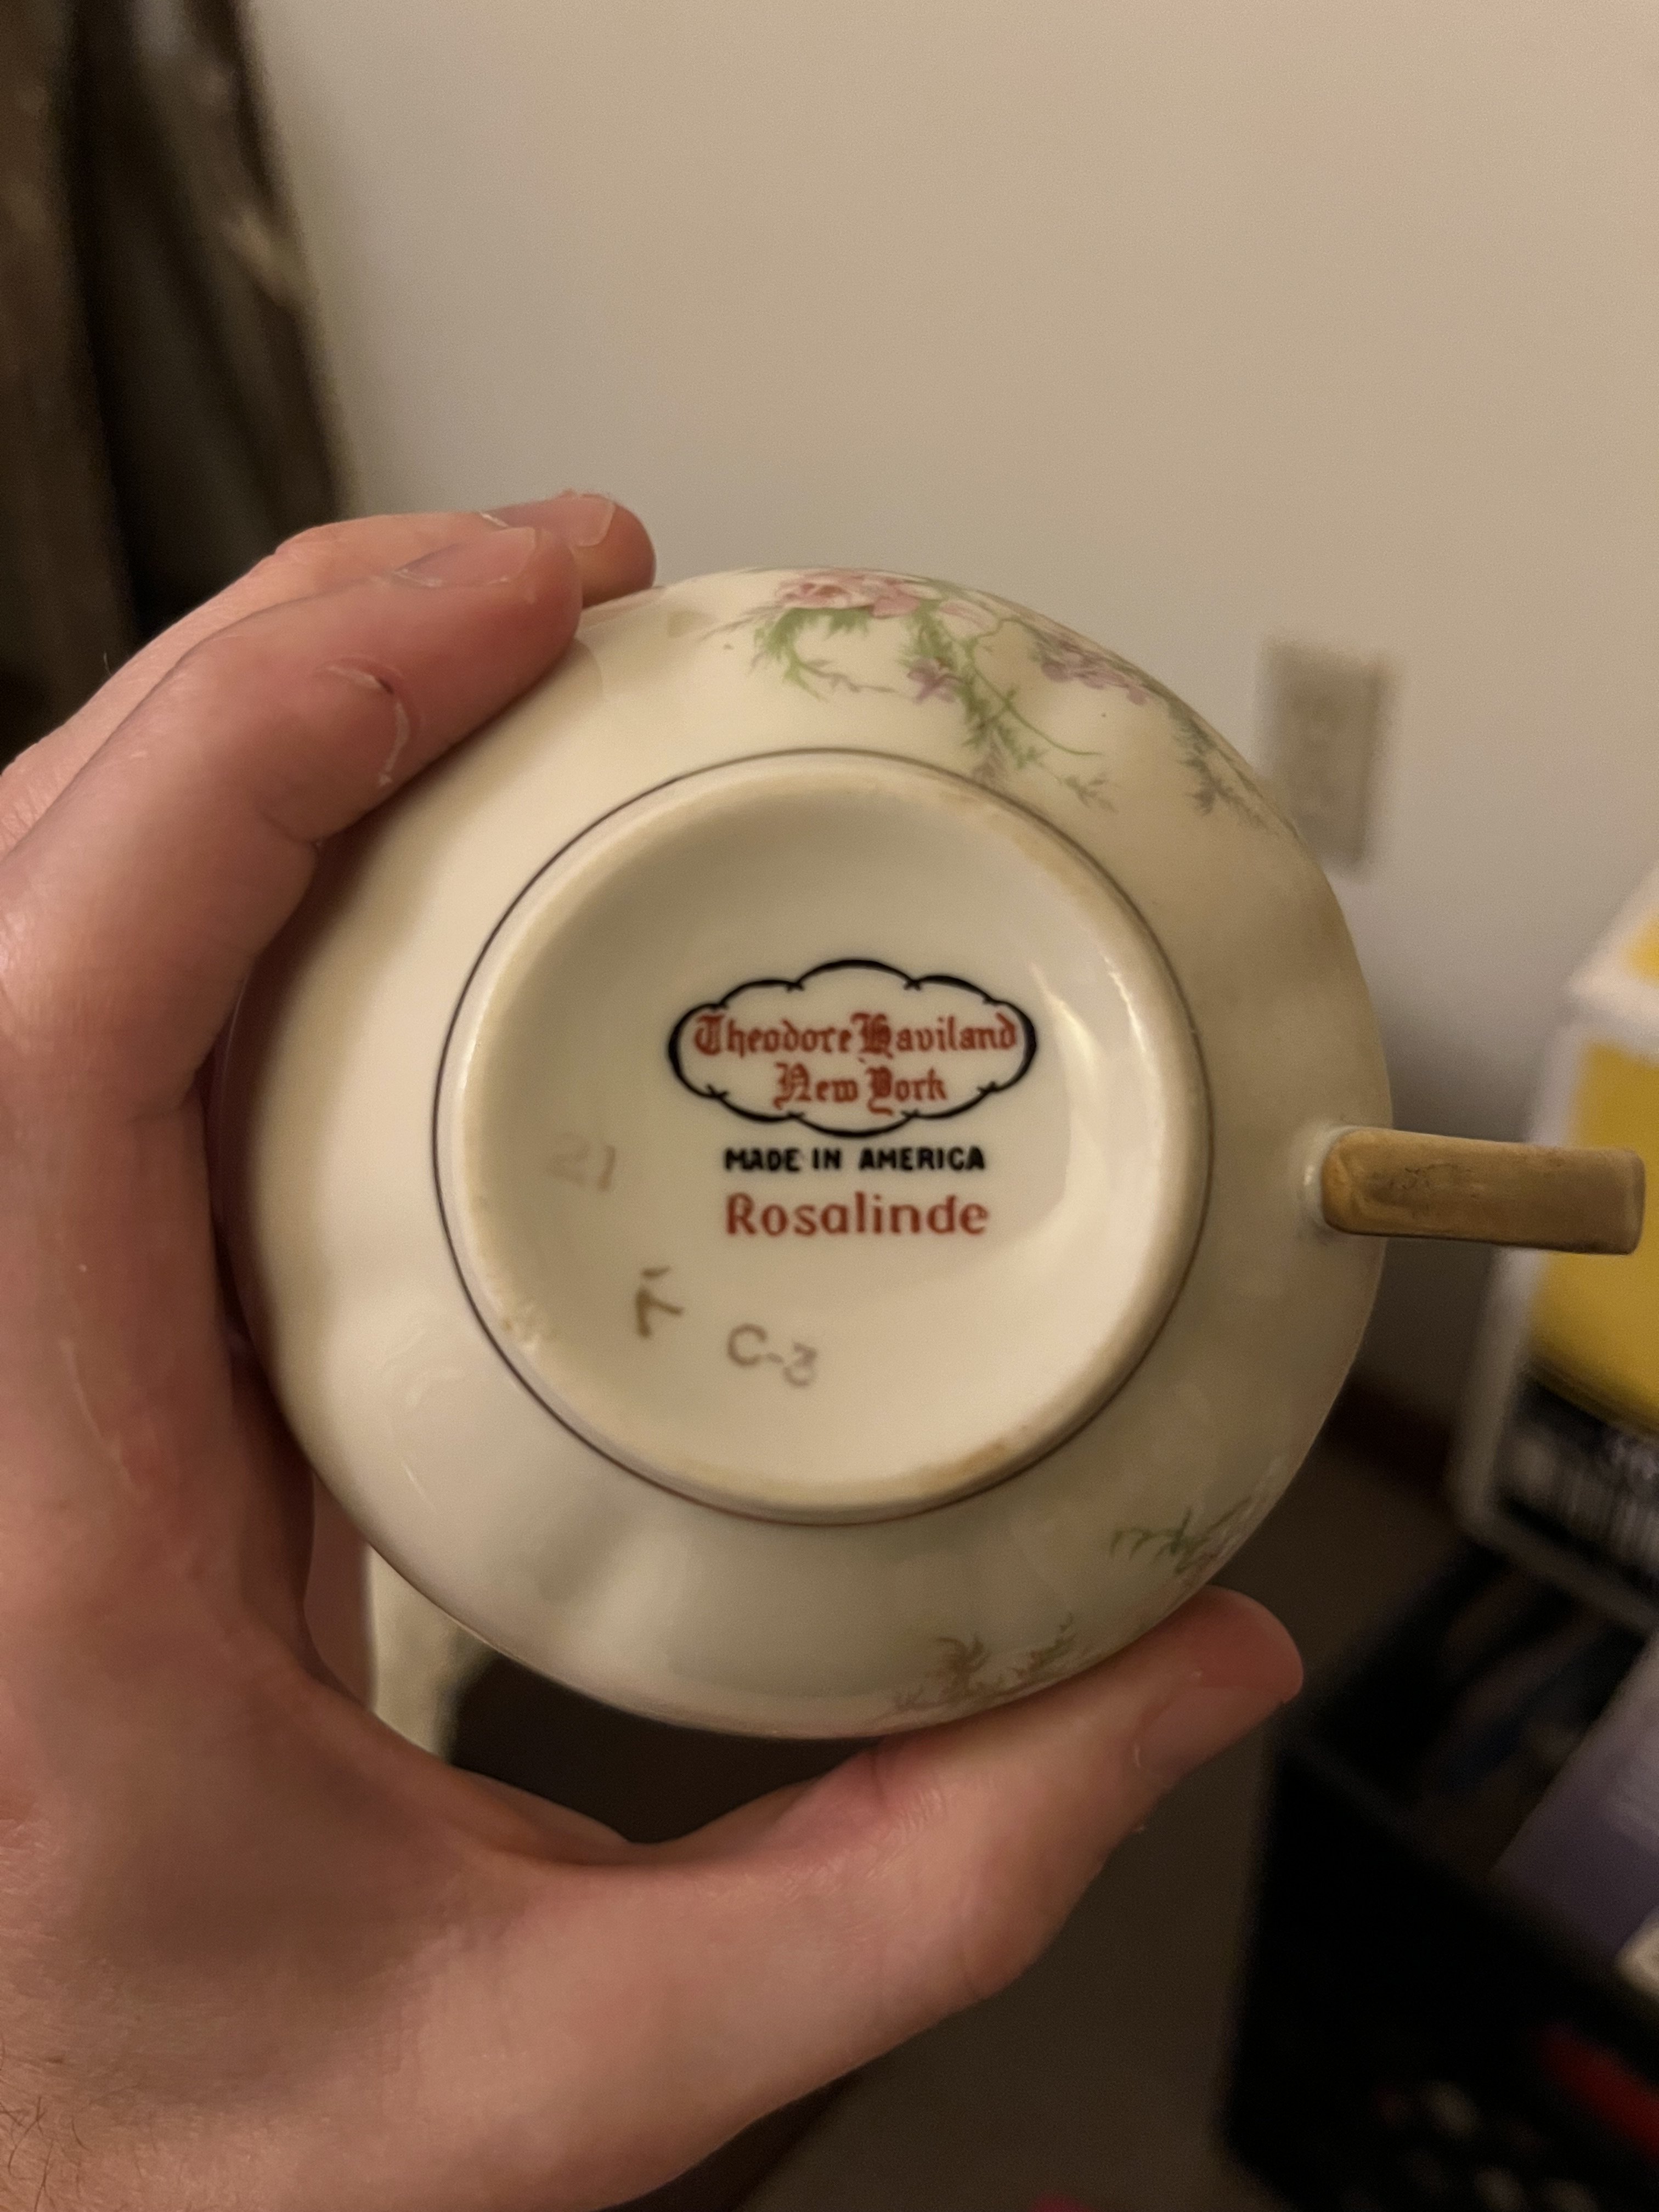 Theodore Haviland
New York
MADE IN AMERICA
Rosalinde
21
C-3